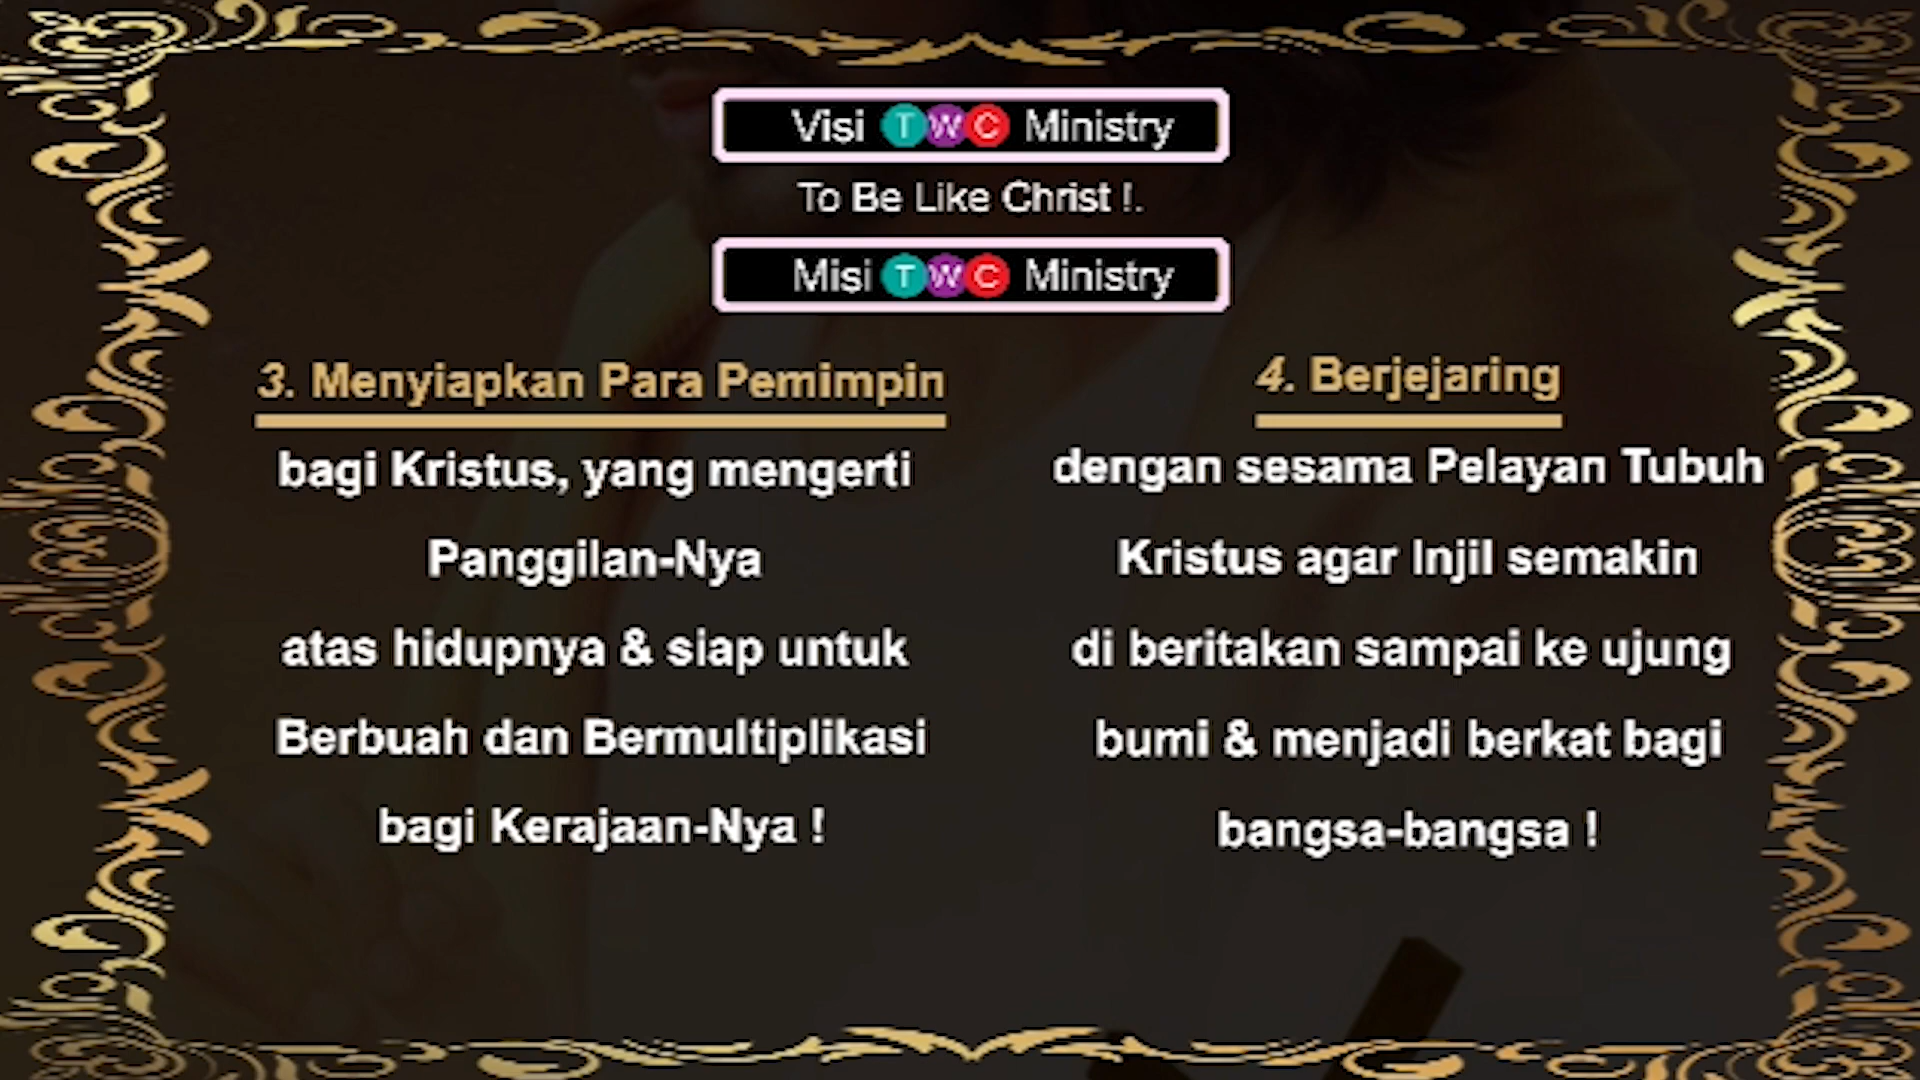 Visi TWC Ministry
To Be Like Christ !.
Misi TWC Ministry
3. Menyiapkan Para Pemimpin
bagi Kristus, yang mengerti
Panggilan-Nya
atas hidupnya & siap untuk
Berbuah dan Bermultiplikasi
bagi Kerajaan-Nya !
4. Berjejaring
dengan sesama Pelayan Tubuh
Kristus agar Injil semakin
di beritakan sampai ke ujung
bumi & menjadi berkat bagi
bangsa-bangsa !